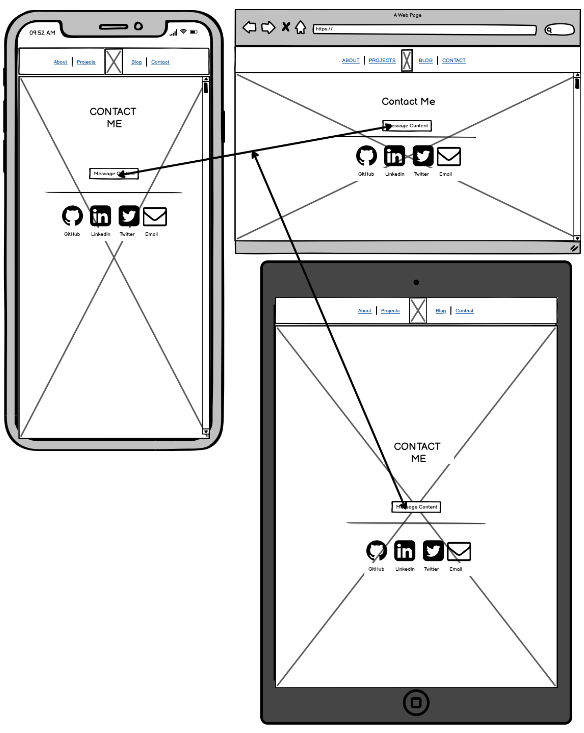 09:52 AM
About Projects Blog Contact
CONTACT
ME
Message Content
GitHub LinkedIn Twitter Email
A Web Page
https://
ABOUT PROJECTS BLOG CONTACT
Contact Me
Message Content
GitHub LinkedIn Twitter Email
About Projects Blog Contact
CONTACT
ME
Message Content
GitHub LinkedIn Twitter Email